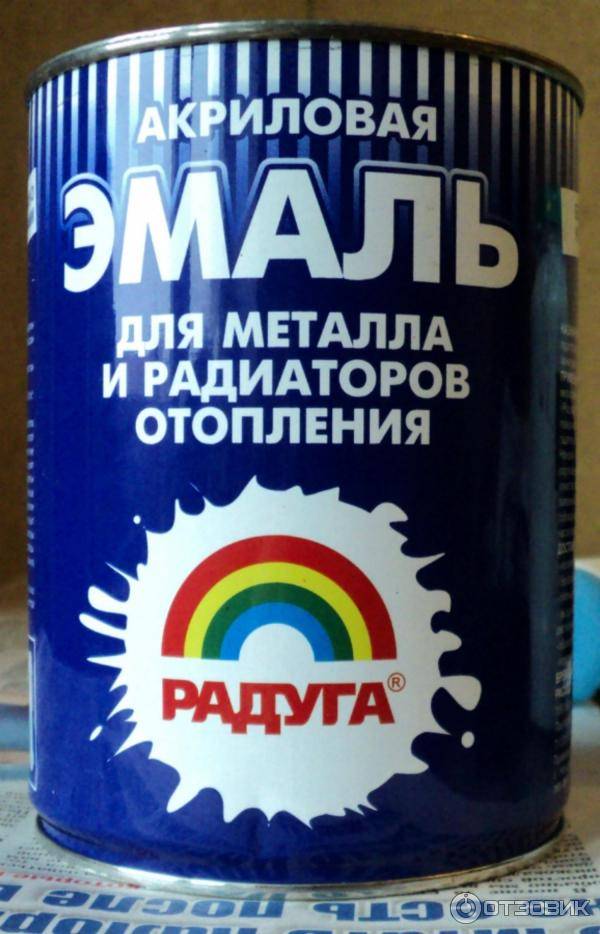 АКРИЛОВАЯ
ЭМАЛЬ
ДЛЯ МЕТАЛЛА
И РАДИАТОРОВ
ОТОПЛЕНИЯ
РАДУГА®
ОТЗОВИК